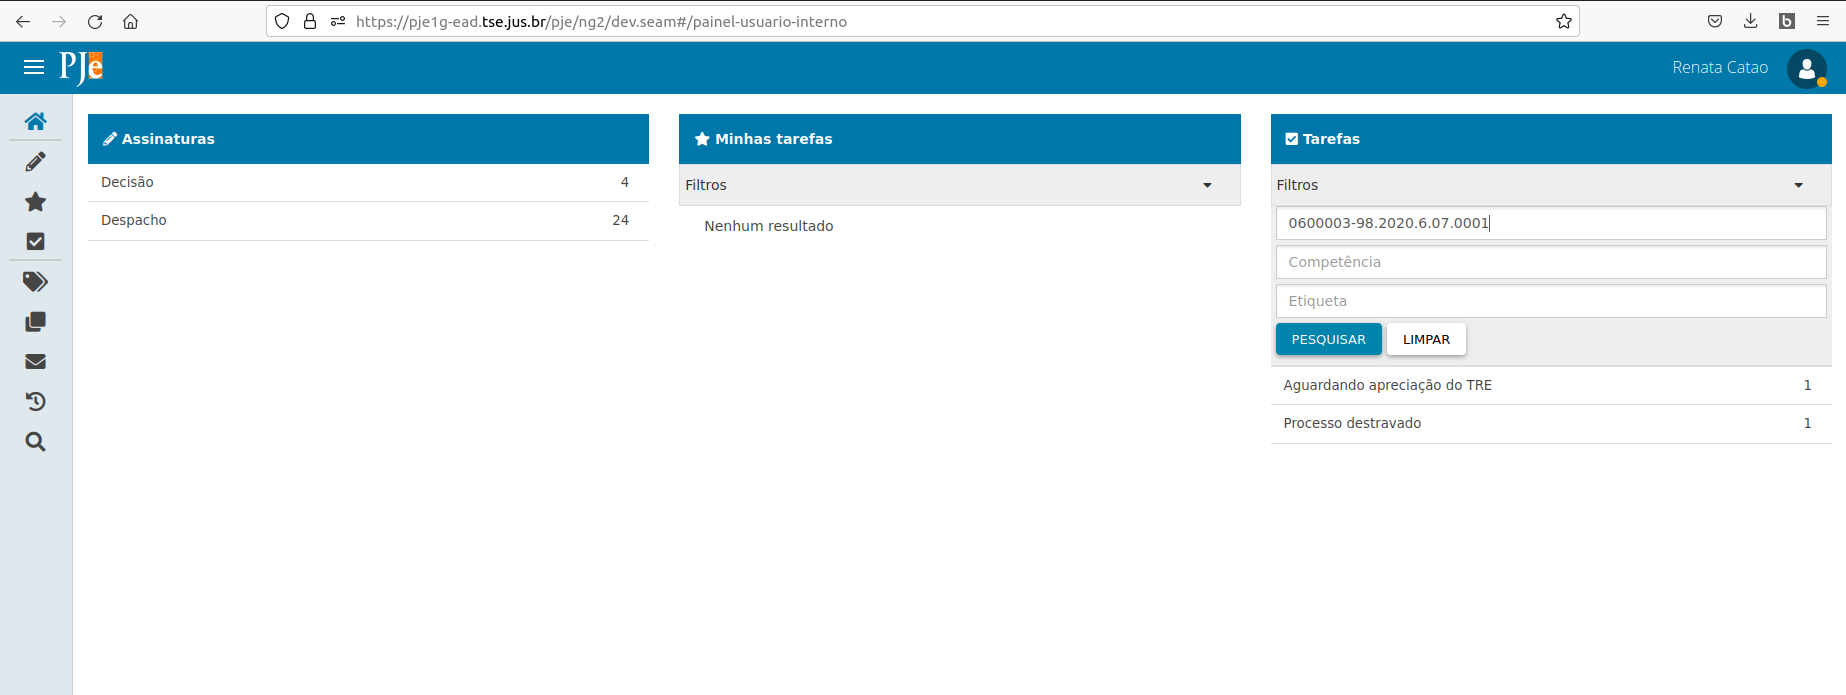 https://pje1g-ead.tse.jus.br/pje/ng2/dev.seam#/painel-usuario-interno
PJe
Renata Catao
Assinaturas
Decisão 4
Despacho 24
Minhas tarefas
Filtros
Nenhum resultado
Tarefas
Filtros
0600003-98.2020.6.07.0001
Competência
Etiqueta
PESQUISAR LIMPAR
Aguardando apreciação do TRE 1
Processo destravado 1